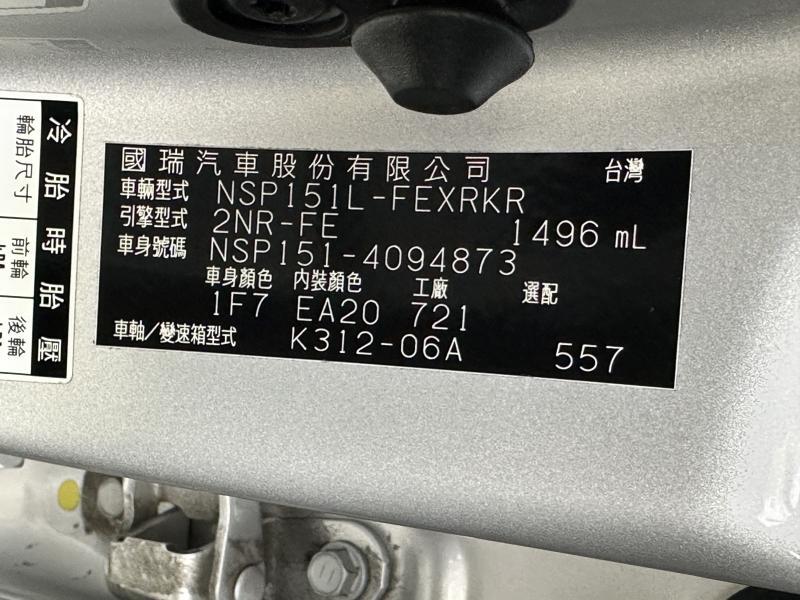 國瑞汽車股份有限公司 台灣
車輛型式 NSP151L-FEXRKR
引擎型式 2NR-FE 1496 mL
車身號碼 NSP151-4094873
車身顏色 內裝顏色 工廠 選配
1F7 EA20 721
車軸/變速箱型式 K312-06A 557
冷胎時胎壓
輪胎尺寸
前輪
後輪